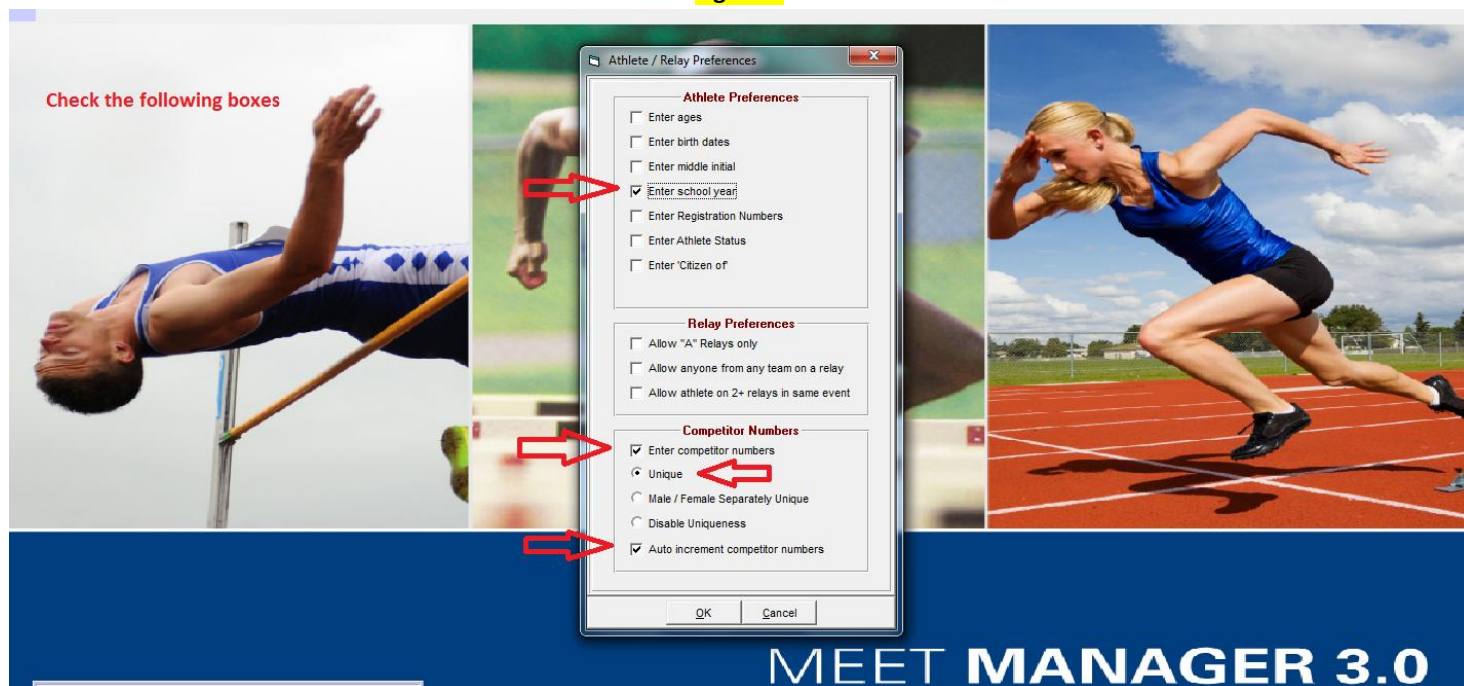 Check the following boxes
Athlete / Relay Preferences
Athlete Preferences
Enter ages
Enter birth dates
Enter middle initial
Enter school year
Enter Registration Numbers
Enter Athlete Status
Enter 'Citizen of'
Relay Preferences
Allow "A" Relays only
Allow anyone from any team on a relay
Allow athlete on 2+ relays in same event
Competitor Numbers
Enter competitor numbers
Unique
Male / Female Separately Unique
Disable Uniqueness
Auto increment competitor numbers
OK Cancel
MEET MANAGER 3.0